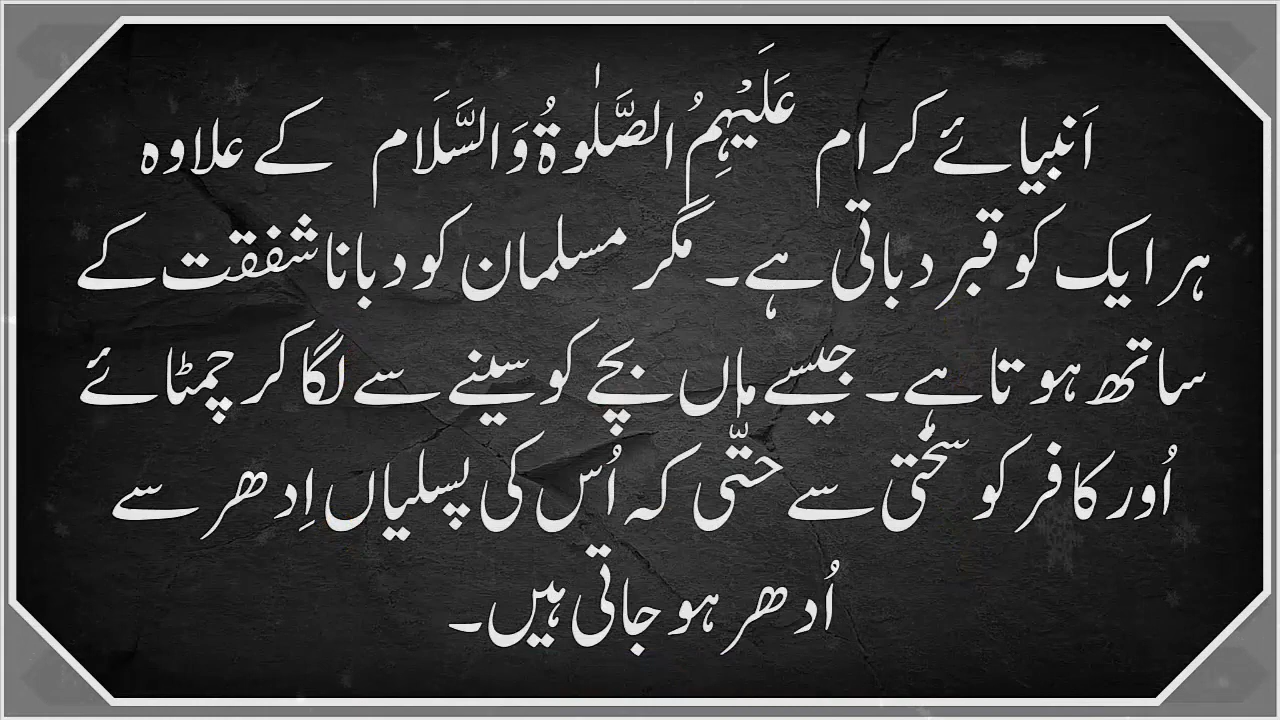 اَنبیائے کرام عَلَیْہِمُ الصَّلٰوۃُ وَالسَّلَام کے علاوہ
ہر ایک کو قبر دباتی ہے۔ مگر مسلمان کو دبانا شفقت کے
ساتھ ہوتا ہے۔ جیسے ماں بچے کو سینے سے لگا کر چمٹائے
اُور کافر کو سختی سے حتّٰی کہ اُس کی پسلیاں اِدھر سے
اُدھر ہو جاتی ہیں۔